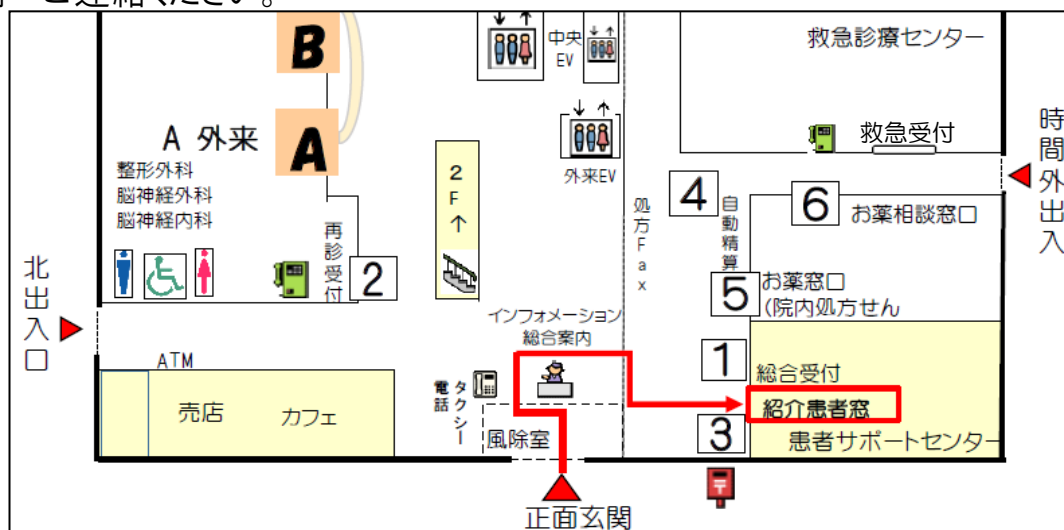 ご連絡ください。
B
中央
EV
救急診療センター
A 外来
A
整形外科
脳神経外科
脳神経内科
2
F
↑
外来EV
救急受付
時間外出入
処方Fax
4
自動精算
6
お薬相談窓口
再診受付
2
北出入口
5
お薬窓口
(院内処方せん
インフォメーション
総合案内
ATM
売店
カフェ
タクシー
電話
風除室
1
総合受付
紹介患者窓
3
患者サポートセンター
〒
正面玄関